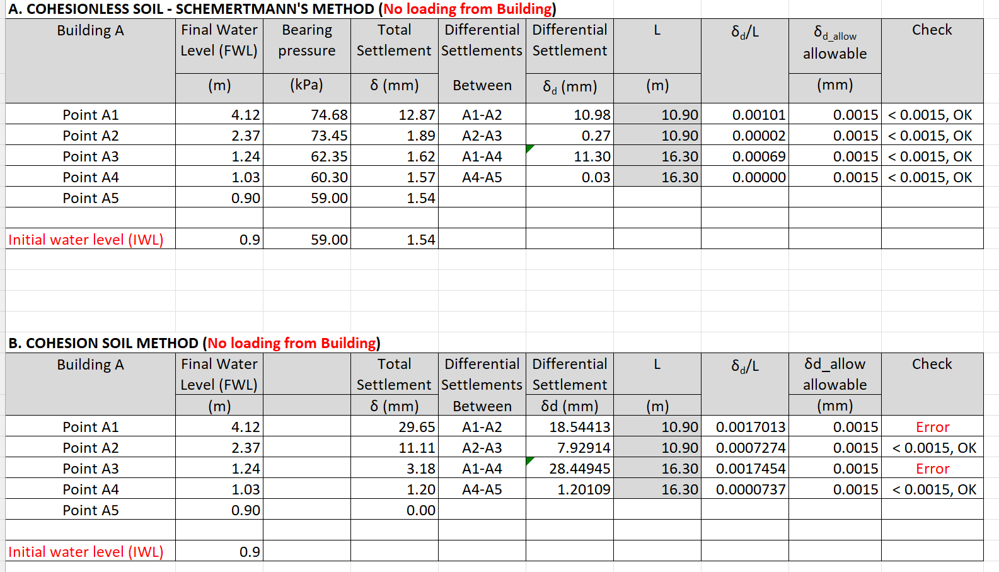 A. COHESIONLESS SOIL - SCHEMERTMANN'S METHOD (No loading from Building)
Building A Final Water Bearing Total Differential Differential L δd/L δd_allow Check
Level (FWL) pressure Settlement Settlements Settlement allowable
(m) (kPa) δ (mm) Between δd (mm) (m) (mm)
Point A1 4.12 74.68 12.87 A1-A2 10.98 10.90 0.00101 0.0015 < 0.0015, OK
Point A2 2.37 73.45 1.89 A2-A3 0.27 10.90 0.00002 0.0015 < 0.0015, OK
Point A3 1.24 62.35 1.62 A1-A4 11.30 16.30 0.00069 0.0015 < 0.0015, OK
Point A4 1.03 60.30 1.57 A4-A5 0.03 16.30 0.00000 0.0015 < 0.0015, OK
Point A5 0.90 59.00 1.54
Initial water level (IWL) 0.9 59.00 1.54
B. COHESION SOIL METHOD (No loading from Building)
Building A Final Water Total Differential Differential L δd/L δd_allow Check
Level (FWL) Settlement Settlements Settlement allowable
(m) δ (mm) Between δd (mm) (m) (mm)
Point A1 4.12 29.65 A1-A2 18.54413 10.90 0.0017013 0.0015 Error
Point A2 2.37 11.11 A2-A3 7.92914 10.90 0.0007274 0.0015 < 0.0015, OK
Point A3 1.24 3.18 A1-A4 28.44945 16.30 0.0017454 0.0015 Error
Point A4 1.03 1.20 A4-A5 1.20109 16.30 0.0000737 0.0015 < 0.0015, OK
Point A5 0.90 0.00
Initial water level (IWL) 0.9